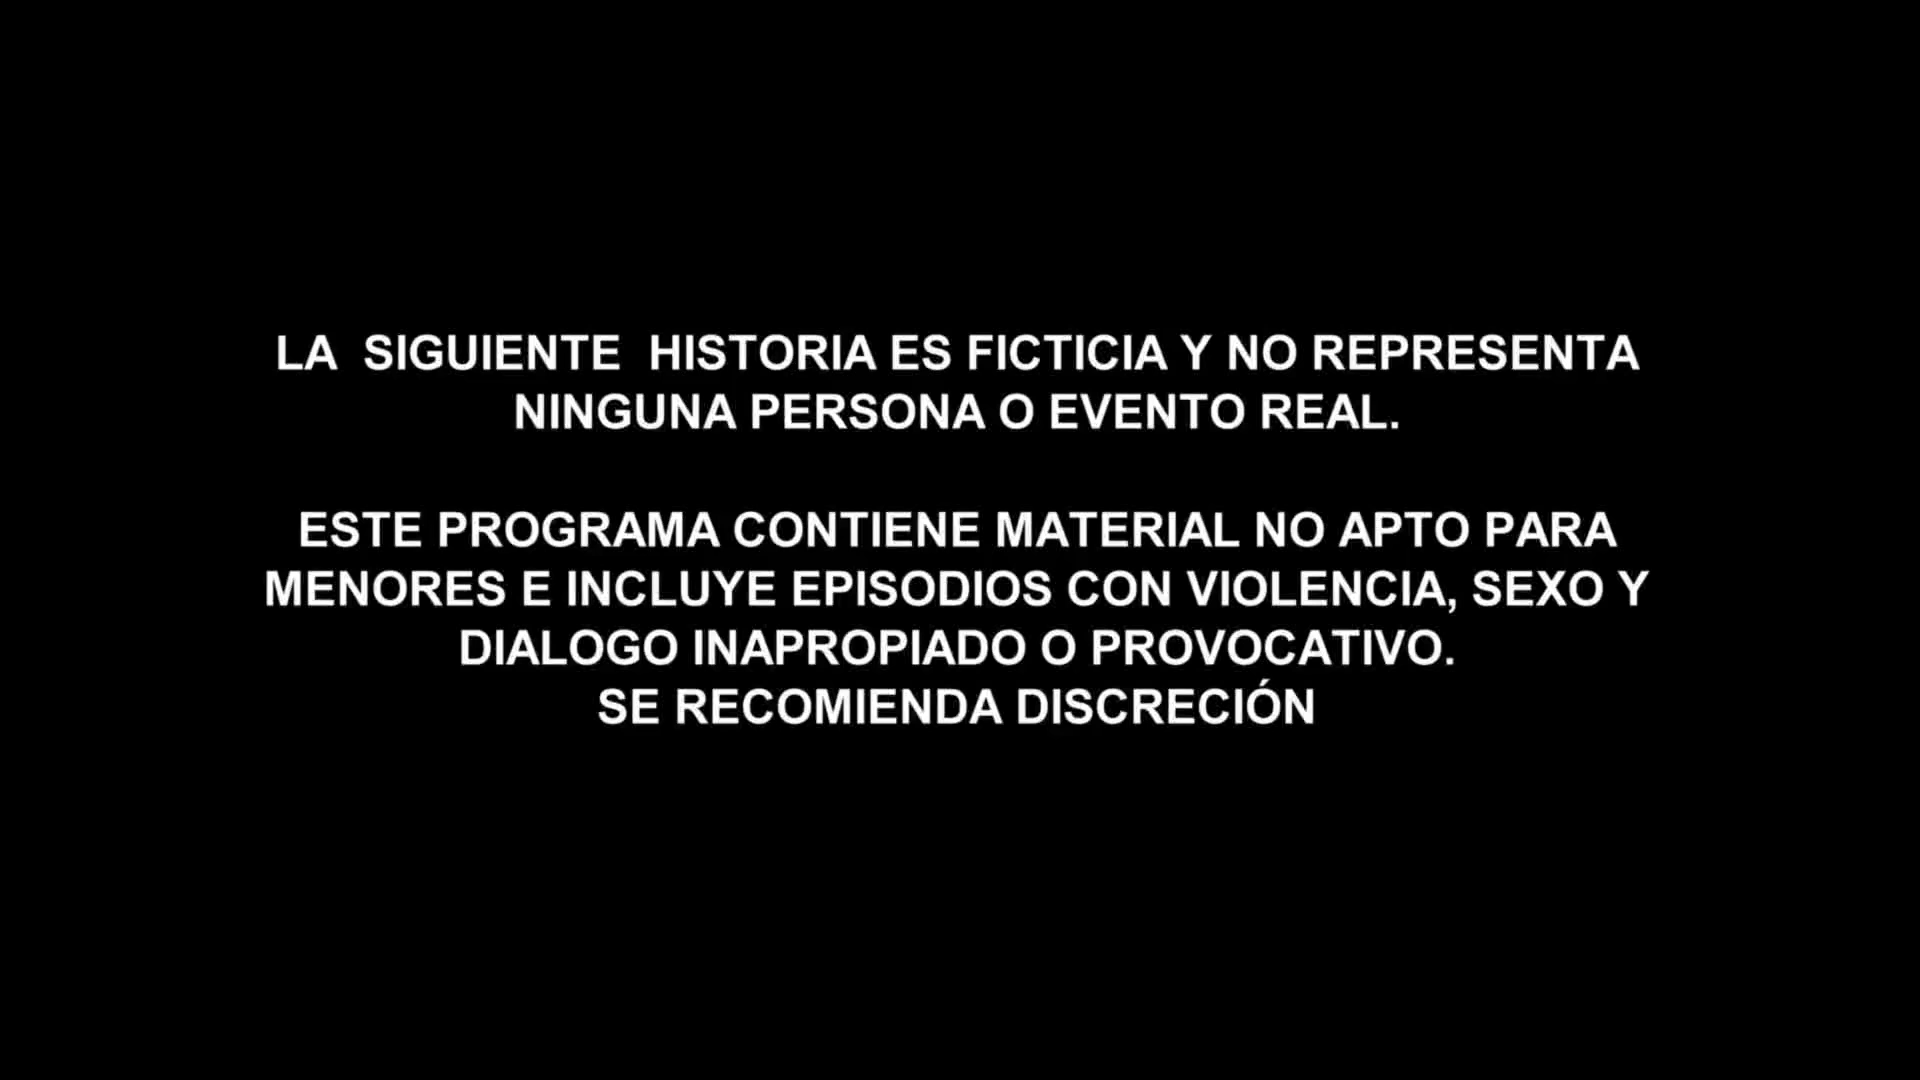 LA SIGUIENTE HISTORIA ES FICTICIA Y NO REPRESENTA
NINGUNA PERSONA O EVENTO REAL.
ESTE PROGRAMA CONTIENE MATERIAL NO APTO PARA
MENORES E INCLUYE EPISODIOS CON VIOLENCIA, SEXO Y
DIALOGO INAPROPIADO O PROVOCATIVO.
SE RECOMIENDA DISCRECIÓN